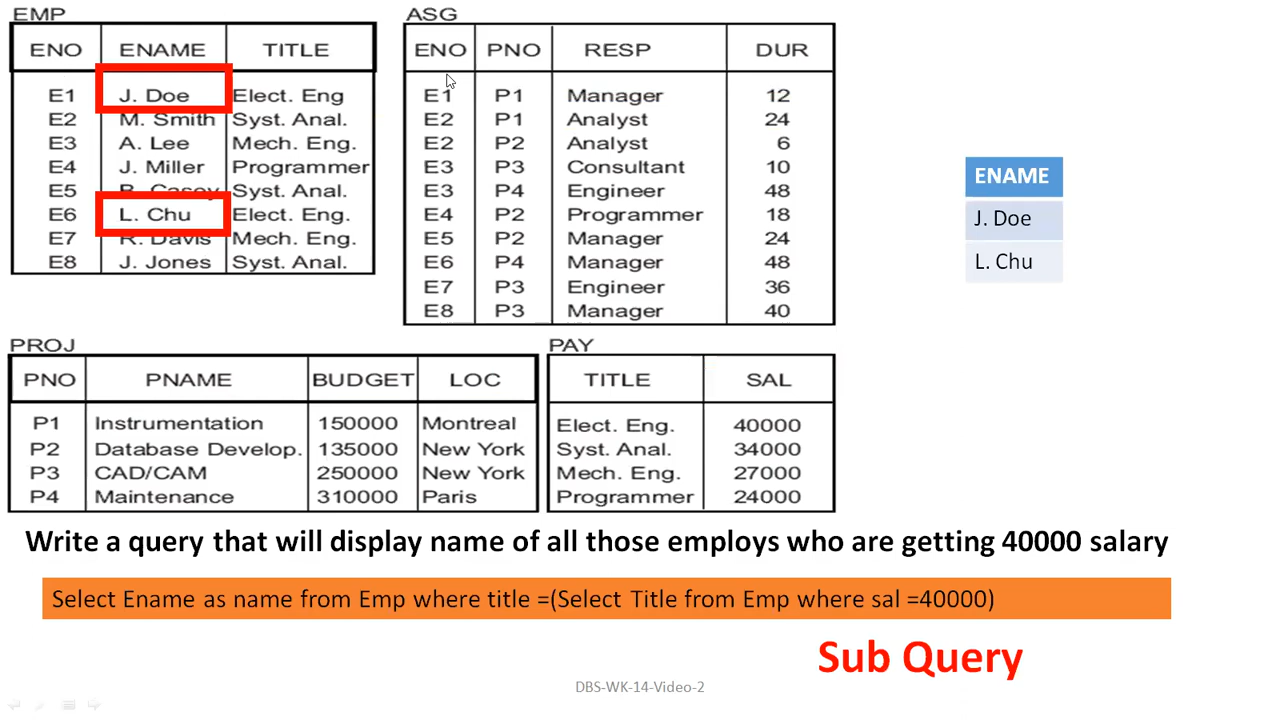 EMP
ENO ENAME TITLE
E1 J. Doe Elect. Eng
E2 M. Smith Syst. Anal.
E3 A. Lee Mech. Eng.
E4 J. Miller Programmer
E5 B. Casey Syst. Anal.
E6 L. Chu Elect. Eng.
E7 R. Davis Mech. Eng.
E8 J. Jones Syst. Anal.
ASG
ENO PNO RESP DUR
E1 P1 Manager 12
E2 P1 Analyst 24
E2 P2 Analyst 6
E3 P3 Consultant 10
E3 P4 Engineer 48
E4 P2 Programmer 18
E5 P2 Manager 24
E6 P4 Manager 48
E7 P3 Engineer 36
E8 P3 Manager 40
ENAME
J. Doe
L. Chu
PROJ
PNO PNAME BUDGET LOC
P1 Instrumentation 150000 Montreal
P2 Database Develop. 135000 New York
P3 CAD/CAM 250000 New York
P4 Maintenance 310000 Paris
PAY
TITLE SAL
Elect. Eng. 40000
Syst. Anal. 34000
Mech. Eng. 27000
Programmer 24000
Write a query that will display name of all those employs who are getting 40000 salary
Select Ename as name from Emp where title =(Select Title from Emp where sal =40000)
Sub Query
DBS-WK-14-Video-2